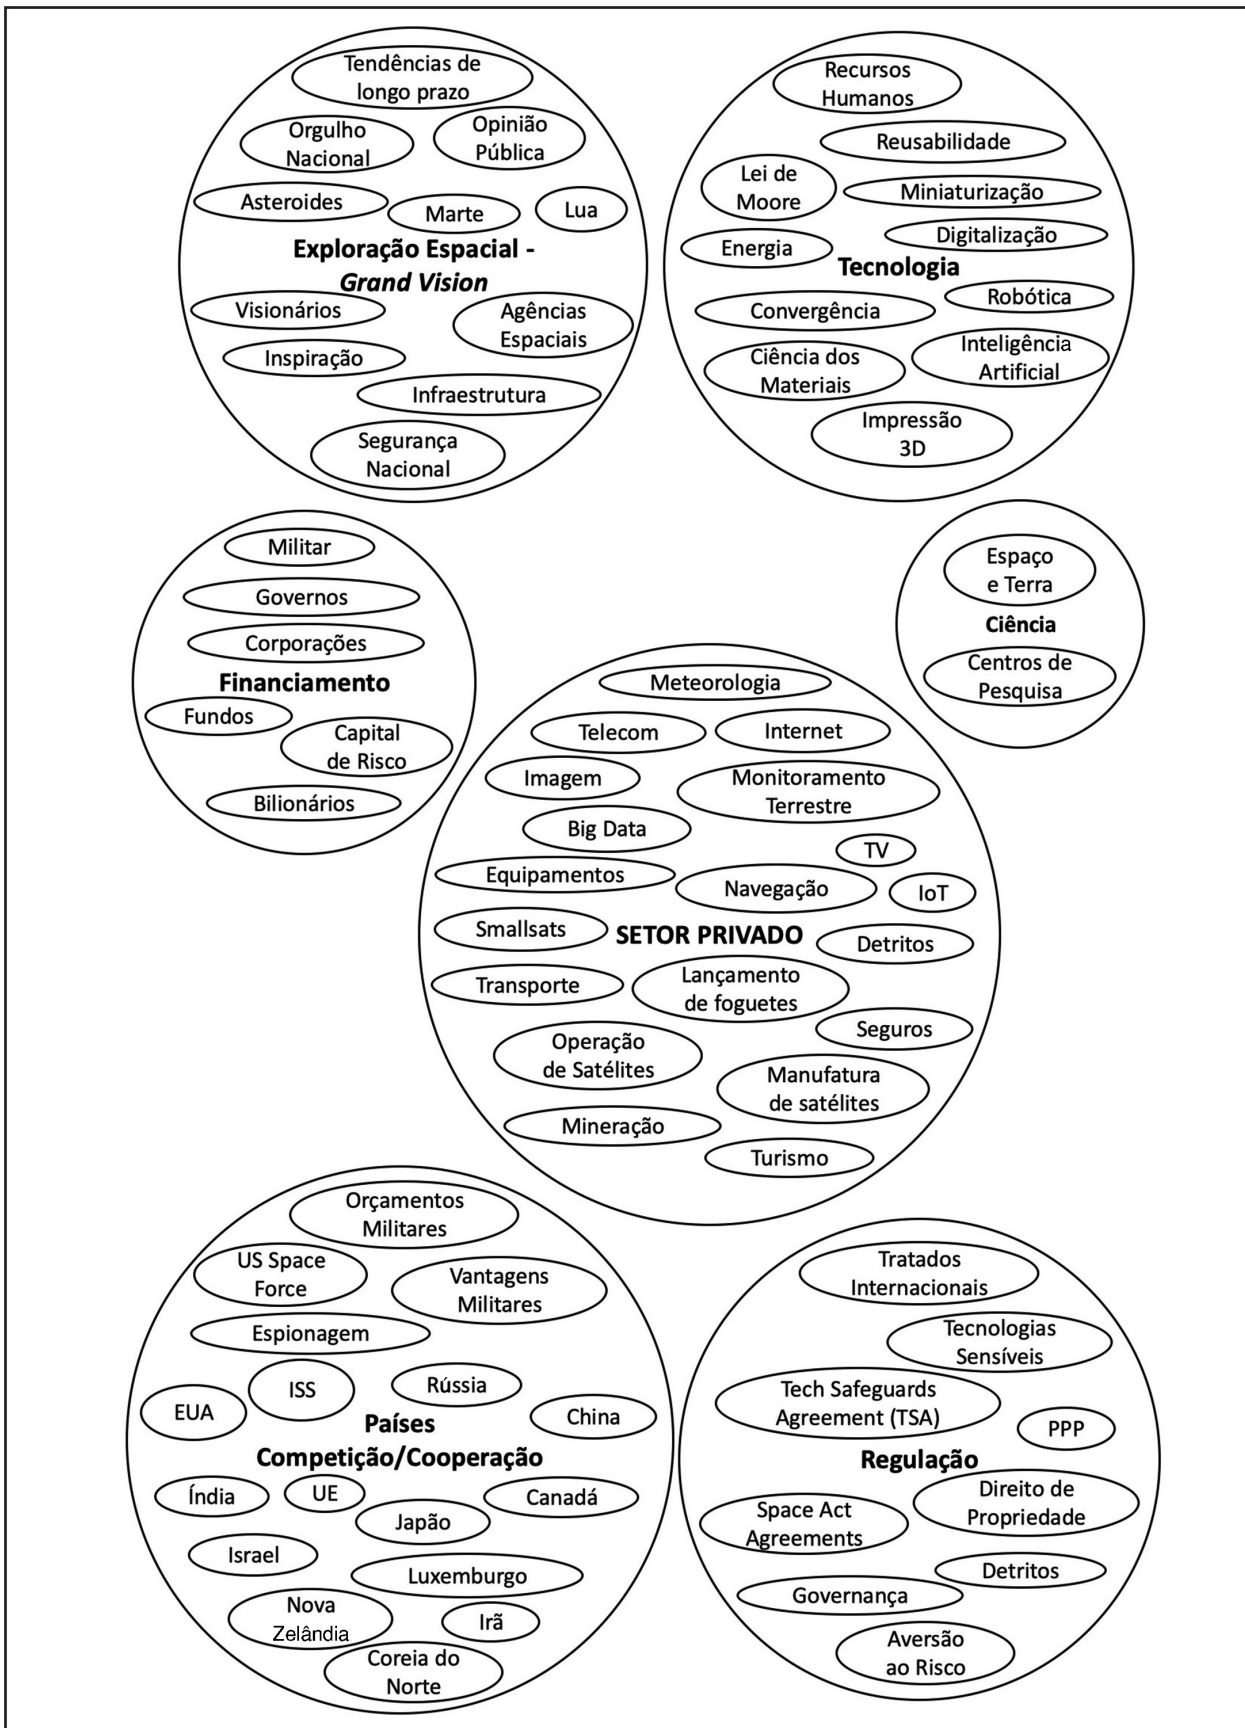 Tendências de
longo prazo
Orgulho
Nacional
Opinião
Pública
Asteroides
Marte
Lua
Exploração Espacial -
Grand Vision
Visionários
Agências
Espaciais
Inspiração
Infraestrutura
Segurança
Nacional
Recursos
Humanos
Reusabilidade
Lei de
Moore
Miniaturização
Digitalização
Energia
Tecnologia
Robótica
Convergência
Inteligência
Artificial
Ciência dos
Materiais
Impressão
3D
Militar
Governos
Corporações
Financiamento
Fundos
Capital
de Risco
Bilionários
Espaço
e Terra
Ciência
Centros de
Pesquisa
Meteorologia
Telecom
Internet
Imagem
Monitoramento
Terrestre
Big Data
TV
Equipamentos
Navegação
IoT
Smallsats
SETOR PRIVADO
Detritos
Transporte
Lançamento
de foguetes
Seguros
Operação
de Satélites
Manufatura
de satélites
Mineração
Turismo
Orçamentos
Militares
US Space
Force
Vantagens
Militares
Espionagem
ISS
Rússia
EUA
China
Países
Competição/Cooperação
Índia
UE
Canadá
Japão
Israel
Luxemburgo
Nova
Zelândia
Irã
Coreia do
Norte
Tratados
Internacionais
Tecnologias
Sensíveis
Tech Safeguards
Agreement (TSA)
PPP
Regulação
Direito de
Propriedade
Space Act
Agreements
Detritos
Governança
Aversão
ao Risco